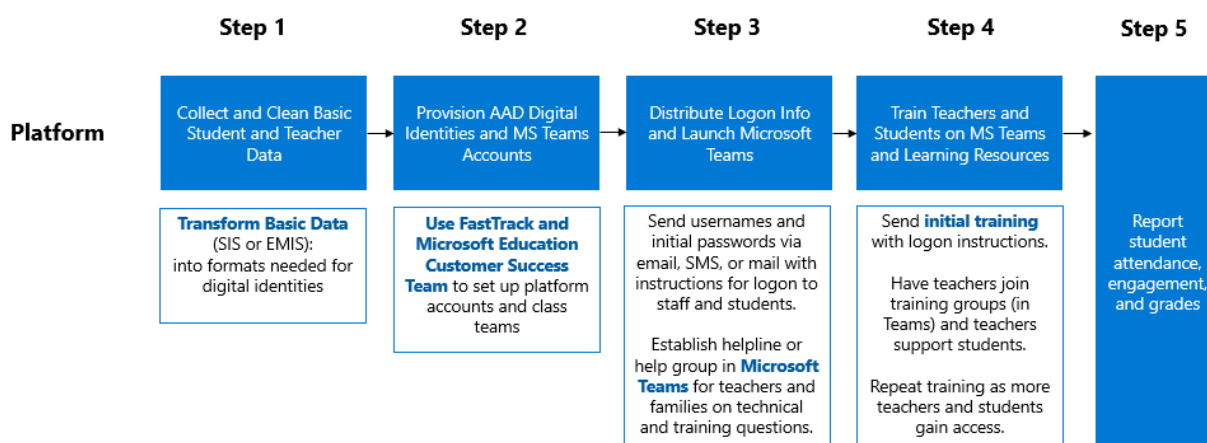 Step 1
Step 2
Step 3
Step 4
Step 5
Platform
Collect and Clean Basic
Student and Teacher
Data
Provision AAD Digital
Identities and MS Teams
Accounts
Distribute Logon Info
and Launch Microsoft
Teams
Train Teachers and
Students on MS Teams
and Learning Resources
Transform Basic Data
(SIS or EMIS):
into formats needed for
digital identities
Use FastTrack and
Microsoft Education
Customer Success
Team to set up platform
accounts and class
teams
Send usernames and
initial passwords via
email, SMS, or mail with
instructions for logon to
staff and students.
Establish helpline or
help group in Microsoft
Teams for teachers and
families on technical
and training questions.
Send initial training
with logon instructions.
Have teachers join
training groups (in
Teams) and teachers
support students.
Repeat training as more
teachers and students
gain access.
Report
student
attendance,
engagement,
and grades